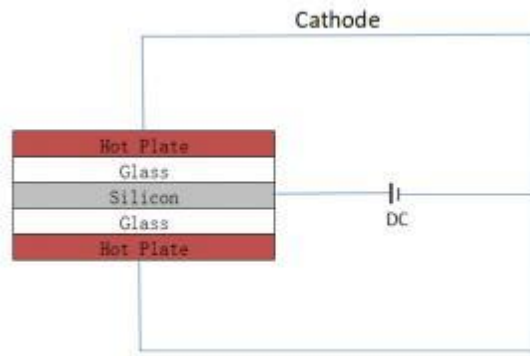 Cathode
Hot Plate
Glass
Silicon
Glass
Hot Plate
DC